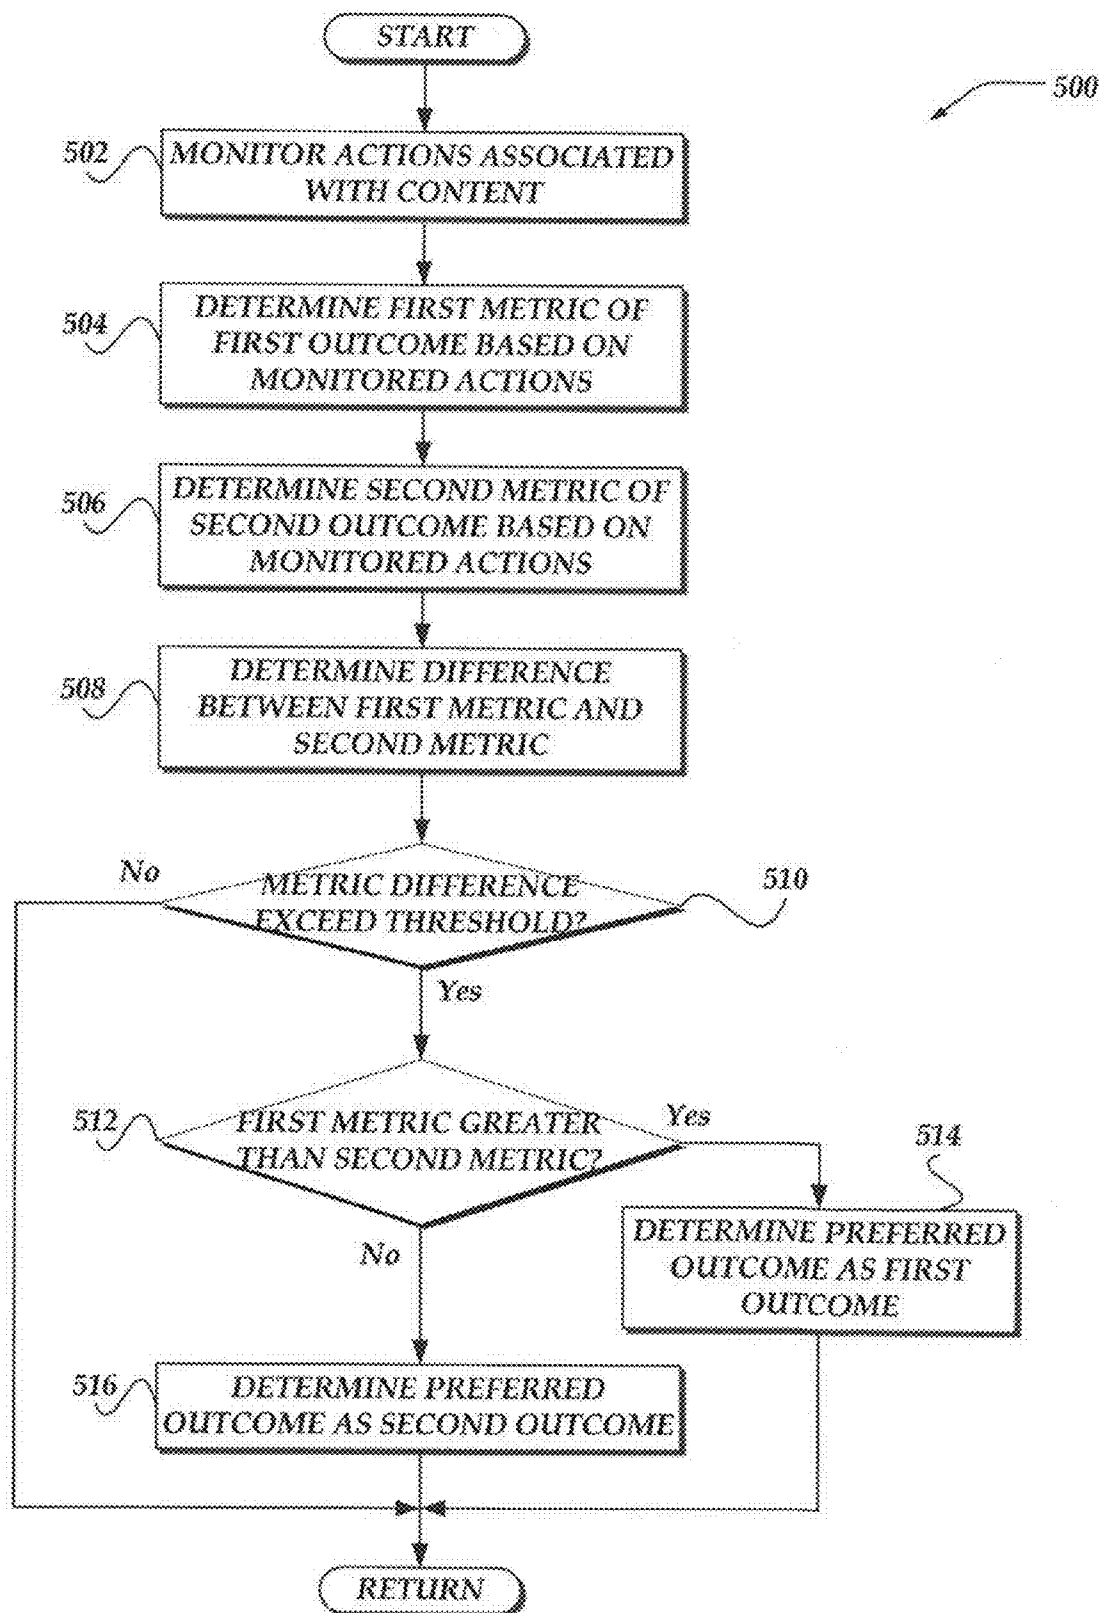 START
500
502
MONITOR ACTIONS ASSOCIATED
WITH CONTENT
504
DETERMINE FIRST METRIC OF
FIRST OUTCOME BASED ON
MONITORED ACTIONS
506
DETERMINE SECOND METRIC OF
SECOND OUTCOME BASED ON
MONITORED ACTIONS
508
DETERMINE DIFFERENCE
BETWEEN FIRST METRIC AND
SECOND METRIC
No
METRIC DIFFERENCE
EXCEED THRESHOLD?
510
Yes
512
FIRST METRIC GREATER
THAN SECOND METRIC?
Yes
514
DETERMINE PREFERRED
OUTCOME AS FIRST
OUTCOME
No
516
DETERMINE PREFERRED
OUTCOME AS SECOND OUTCOME
RETURN